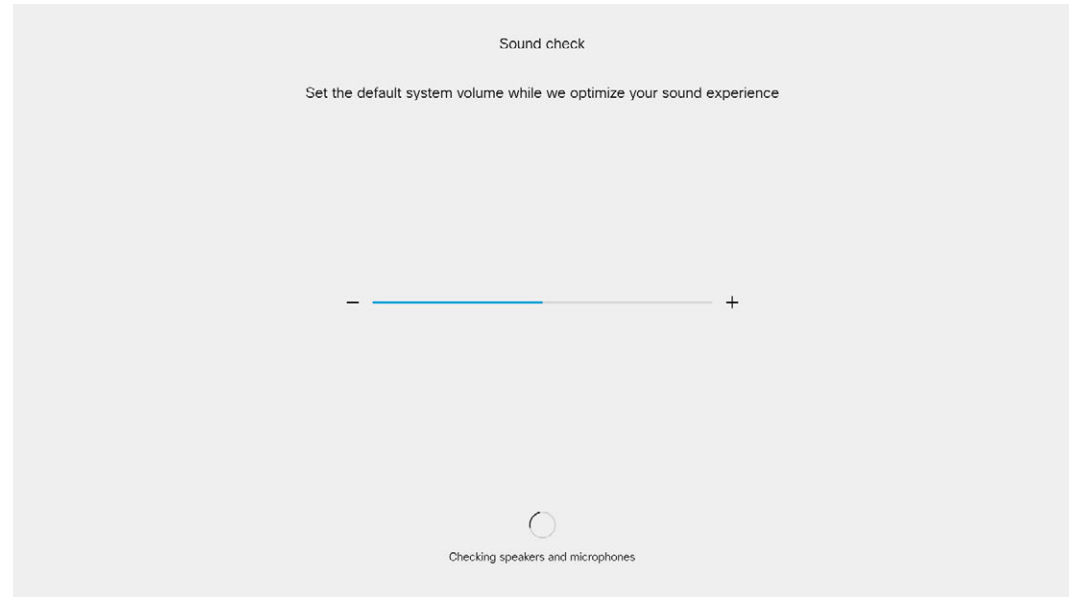 Sound check
Set the default system volume while we optimize your sound experience
− +
Checking speakers and microphones